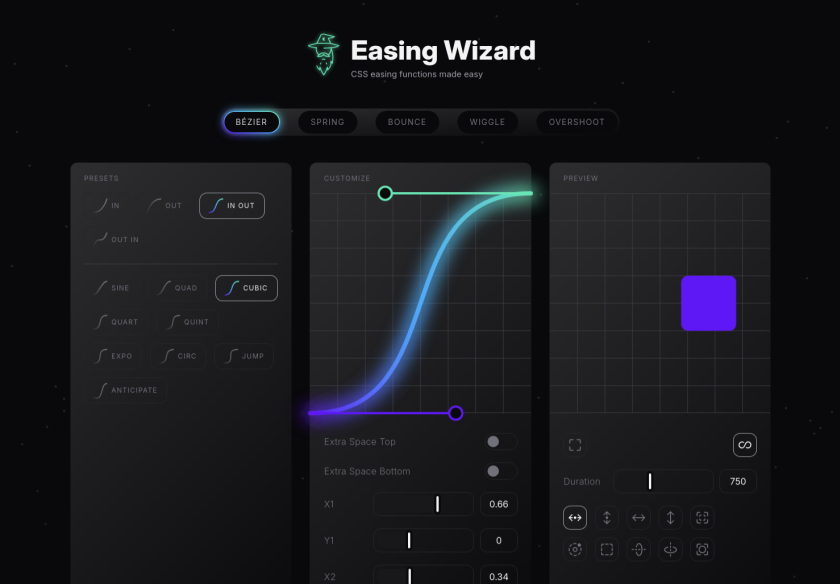 Easing Wizard
CSS easing functions made easy
BÉZIER SPRING BOUNCE WIGGLE OVERSHOOT
PRESETS
IN OUT IN OUT
OUT IN
SINE QUAD CUBIC
QUART QUINT
EXPO CIRC JUMP
ANTICIPATE
CUSTOMIZE
Extra Space Top
Extra Space Bottom
X1 0.66
Y1 0
X2 0.34
PREVIEW
Duration 750